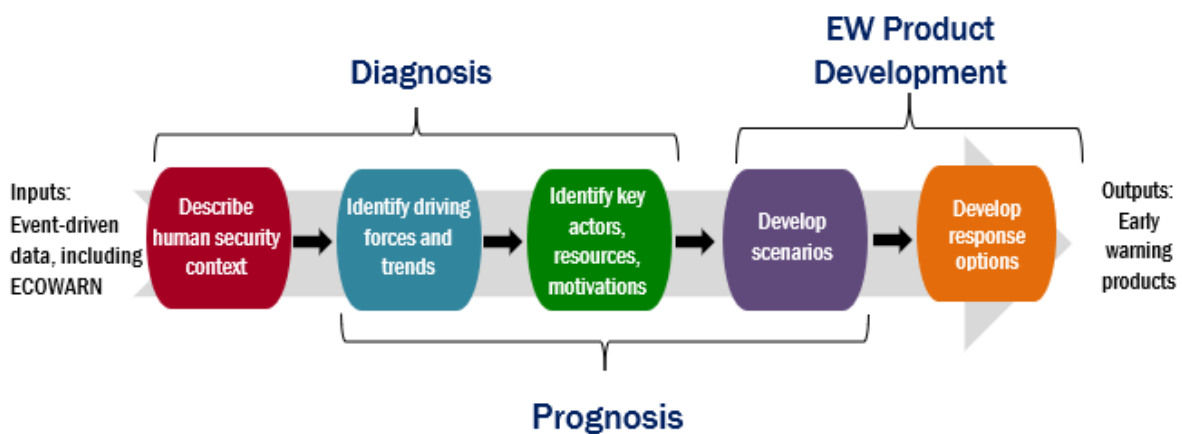 Diagnosis
EW Product
Development
Inputs:
Event-driven
data, including
ECOWARN
Describe
human security
context
Identify driving
forces and
trends
Identify key
actors,
resources,
motivations
Develop
scenarios
Develop
response
options
Outputs:
Early
warning
products
Prognosis